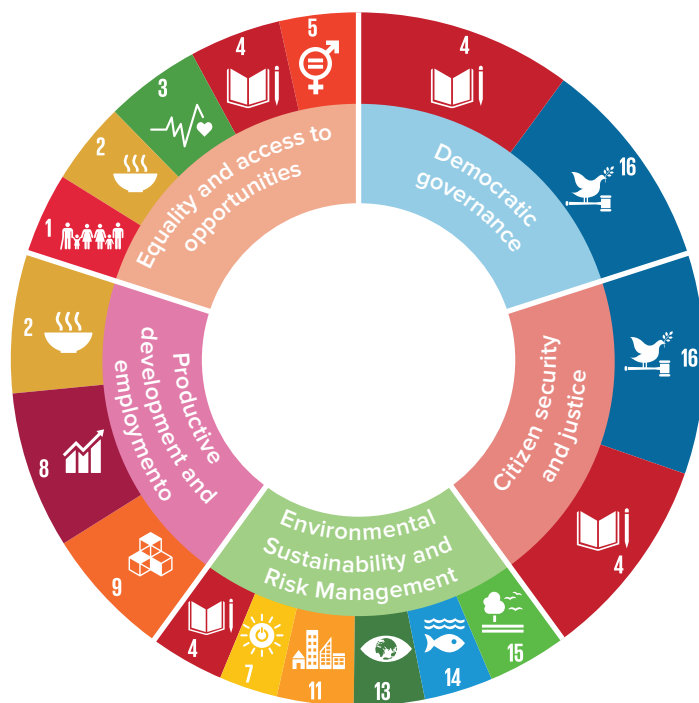 4
16
Democratic
governance
16
4
Citizen security
and justice
15
14
13
11
7
4
Environmental
Sustainability and
Risk Management
9
8
2
Productive
development and
employmento
1
2
3
4
5
Equality and access to
opportunities